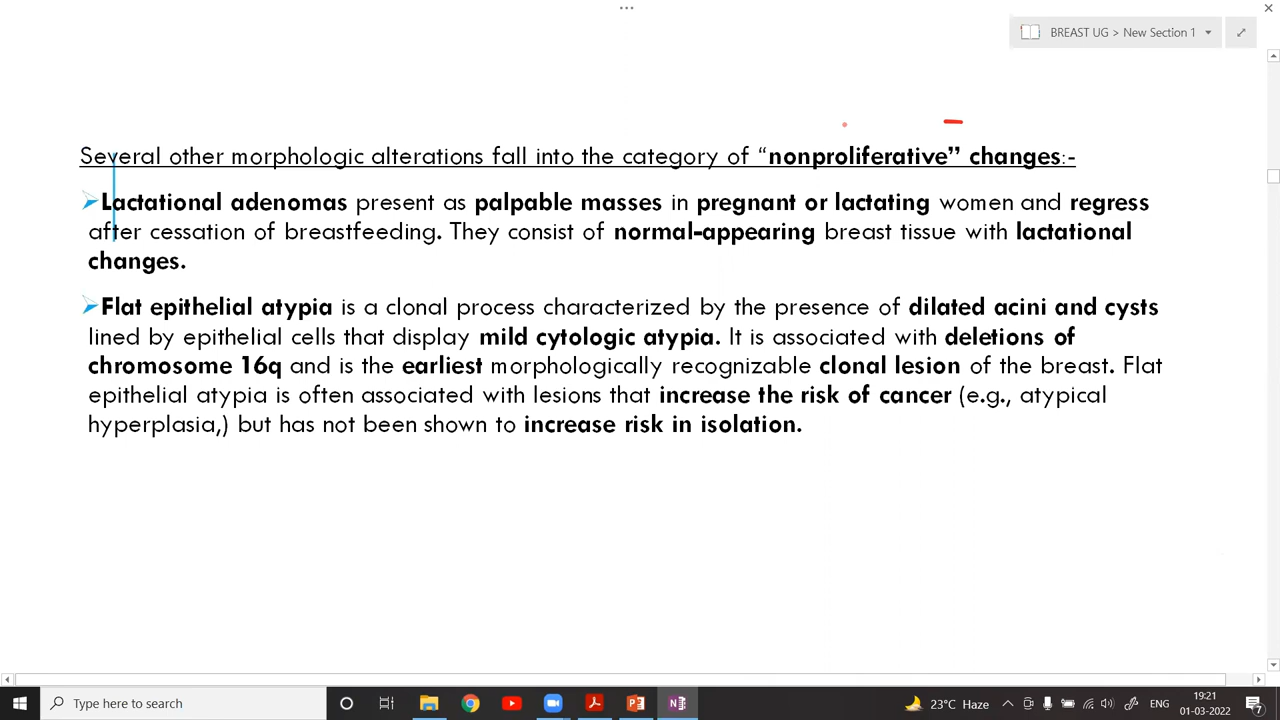 BREAST UG > New Section 1
Several other morphologic alterations fall into the category of “nonproliferative” changes:-
Lactational adenomas present as palpable masses in pregnant or lactating women and regress
after cessation of breastfeeding. They consist of normal-appearing breast tissue with lactational
changes.
Flat epithelial atypia is a clonal process characterized by the presence of dilated acini and cysts
lined by epithelial cells that display mild cytologic atypia. It is associated with deletions of
chromosome 16q and is the earliest morphologically recognizable clonal lesion of the breast. Flat
epithelial atypia is often associated with lesions that increase the risk of cancer (e.g., atypical
hyperplasia,) but has not been shown to increase risk in isolation.
Type here to search
23°C Haze
ENG
19:21
01-03-2022
7